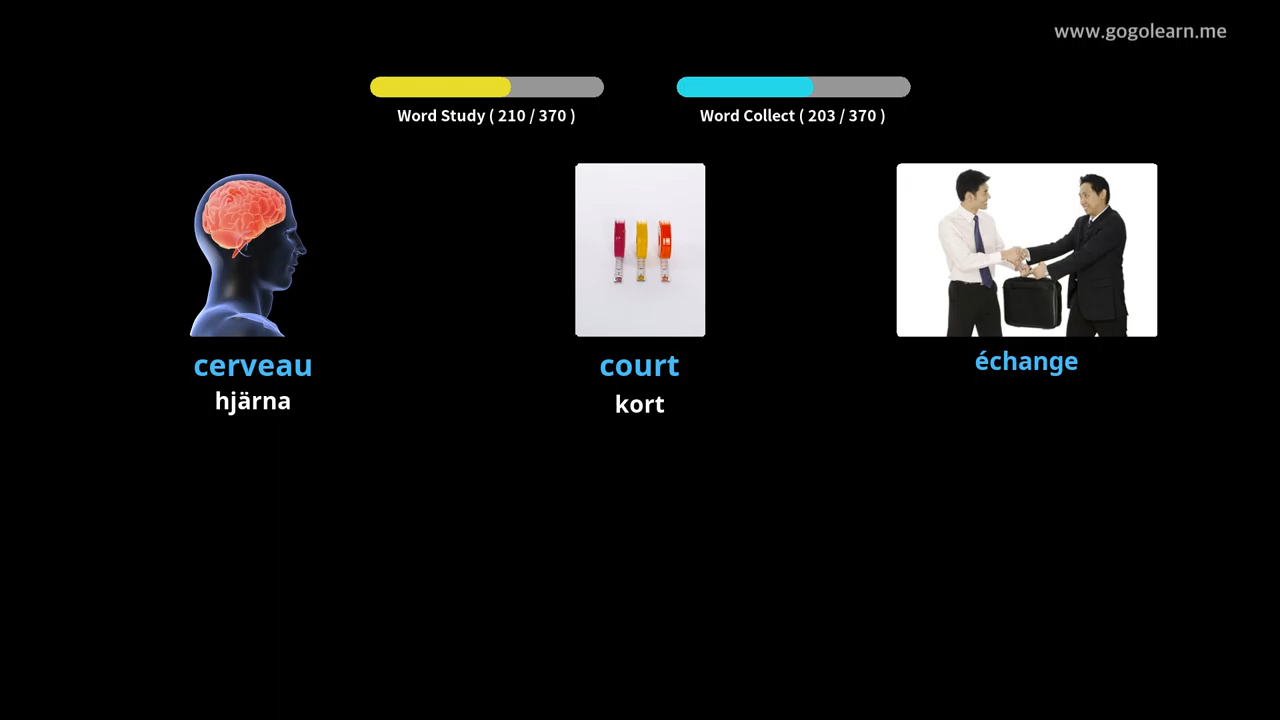 www.gogolearn.me
Word Study ( 210 / 370 )
Word Collect ( 203 / 370 )
cerveau
hjärna
court
kort
échange